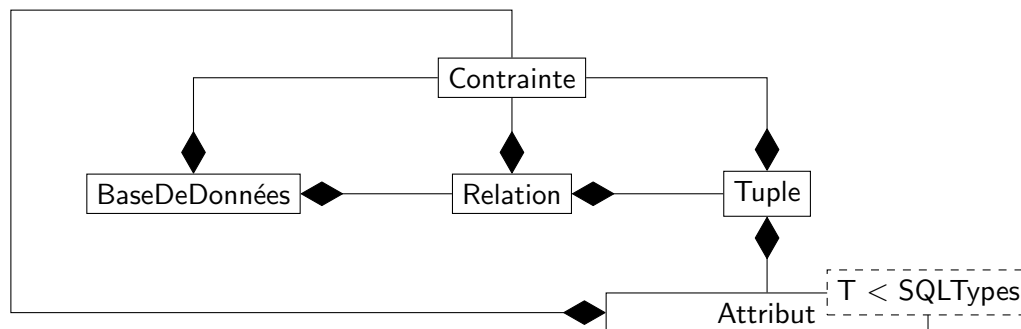 Contrainte
BaseDeDonnées
Relation
Tuple
T < SQLTypes
Attribut